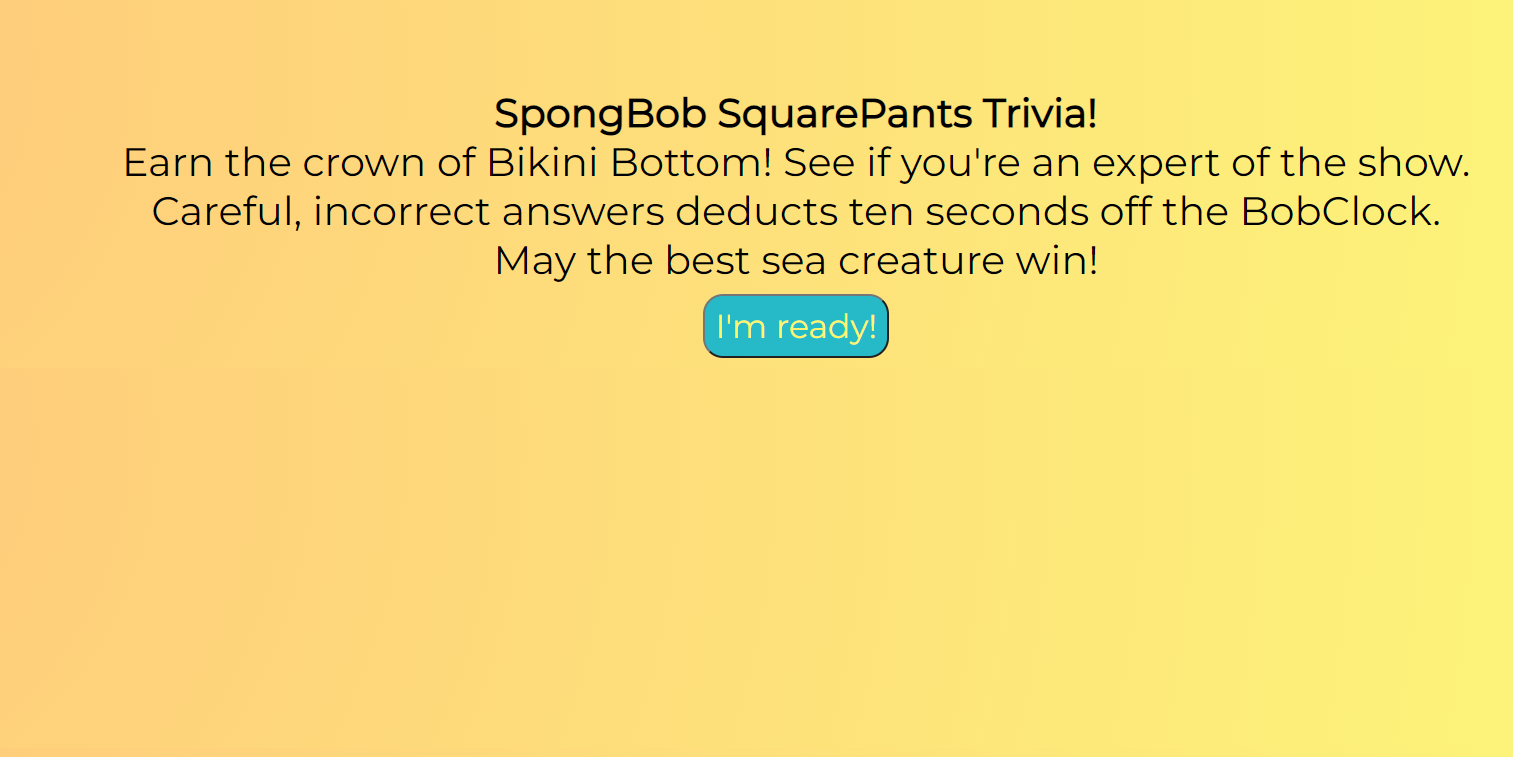 SpongBob SquarePants Trivia!
Earn the crown of Bikini Bottom! See if you're an expert of the show.
Careful, incorrect answers deducts ten seconds off the BobClock.
May the best sea creature win!
I'm ready!